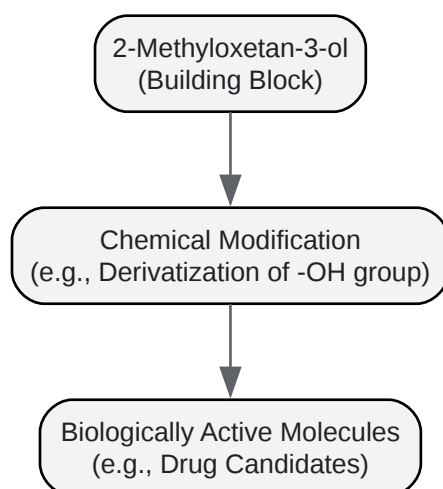 2-Methyloxetan-3-ol
(Building Block)
Chemical Modification
(e.g., Derivatization of -OH group)
Biologically Active Molecules
(e.g., Drug Candidates)